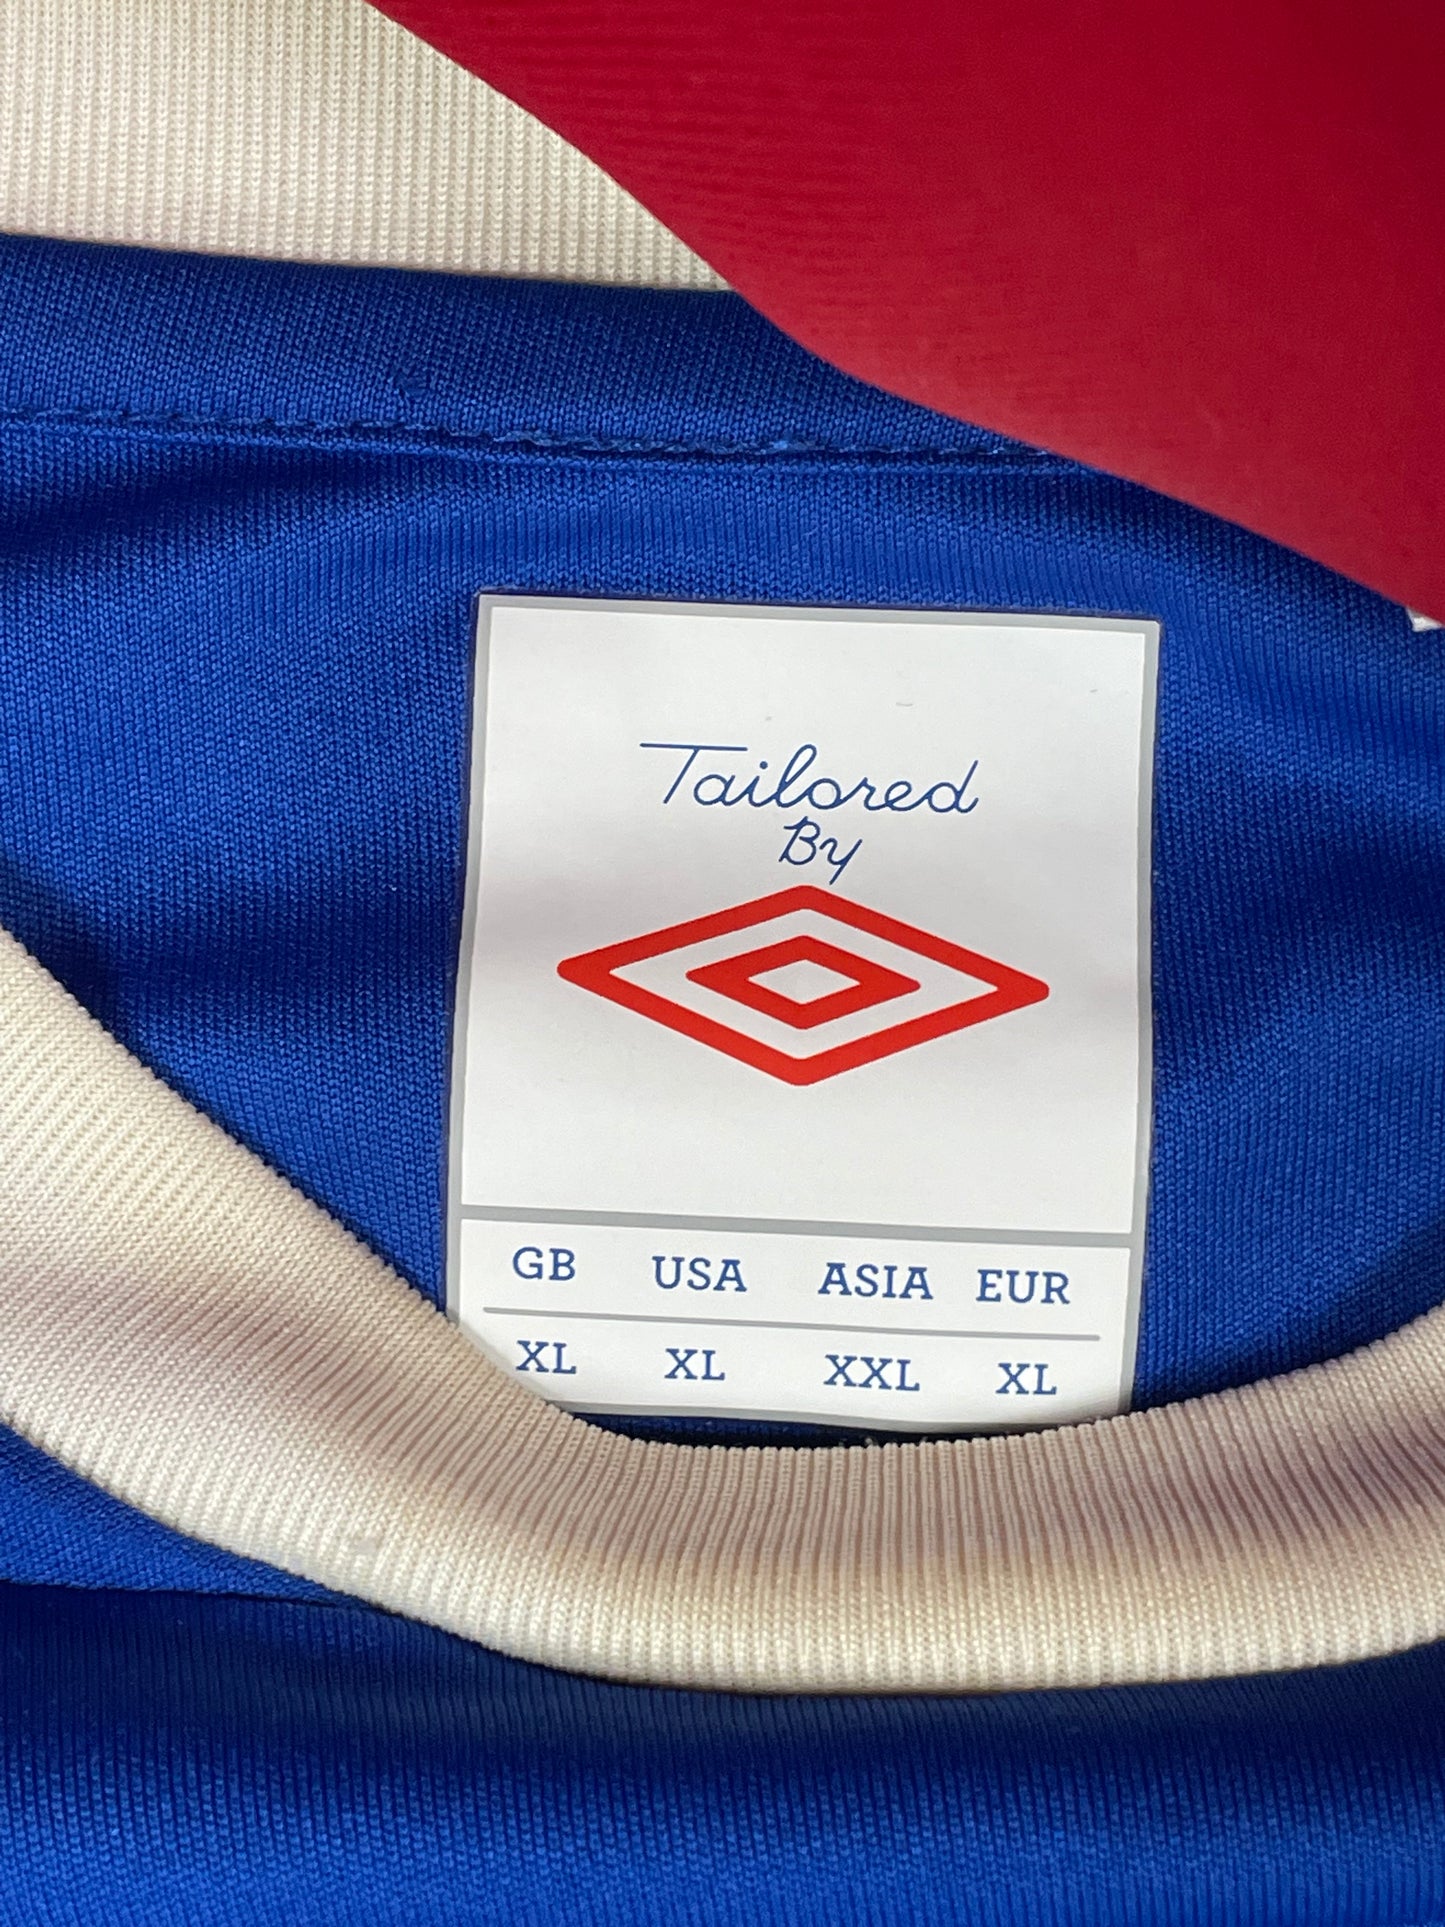 Tailored
By
GB USA ASIA EUR
XL XL XXL XL